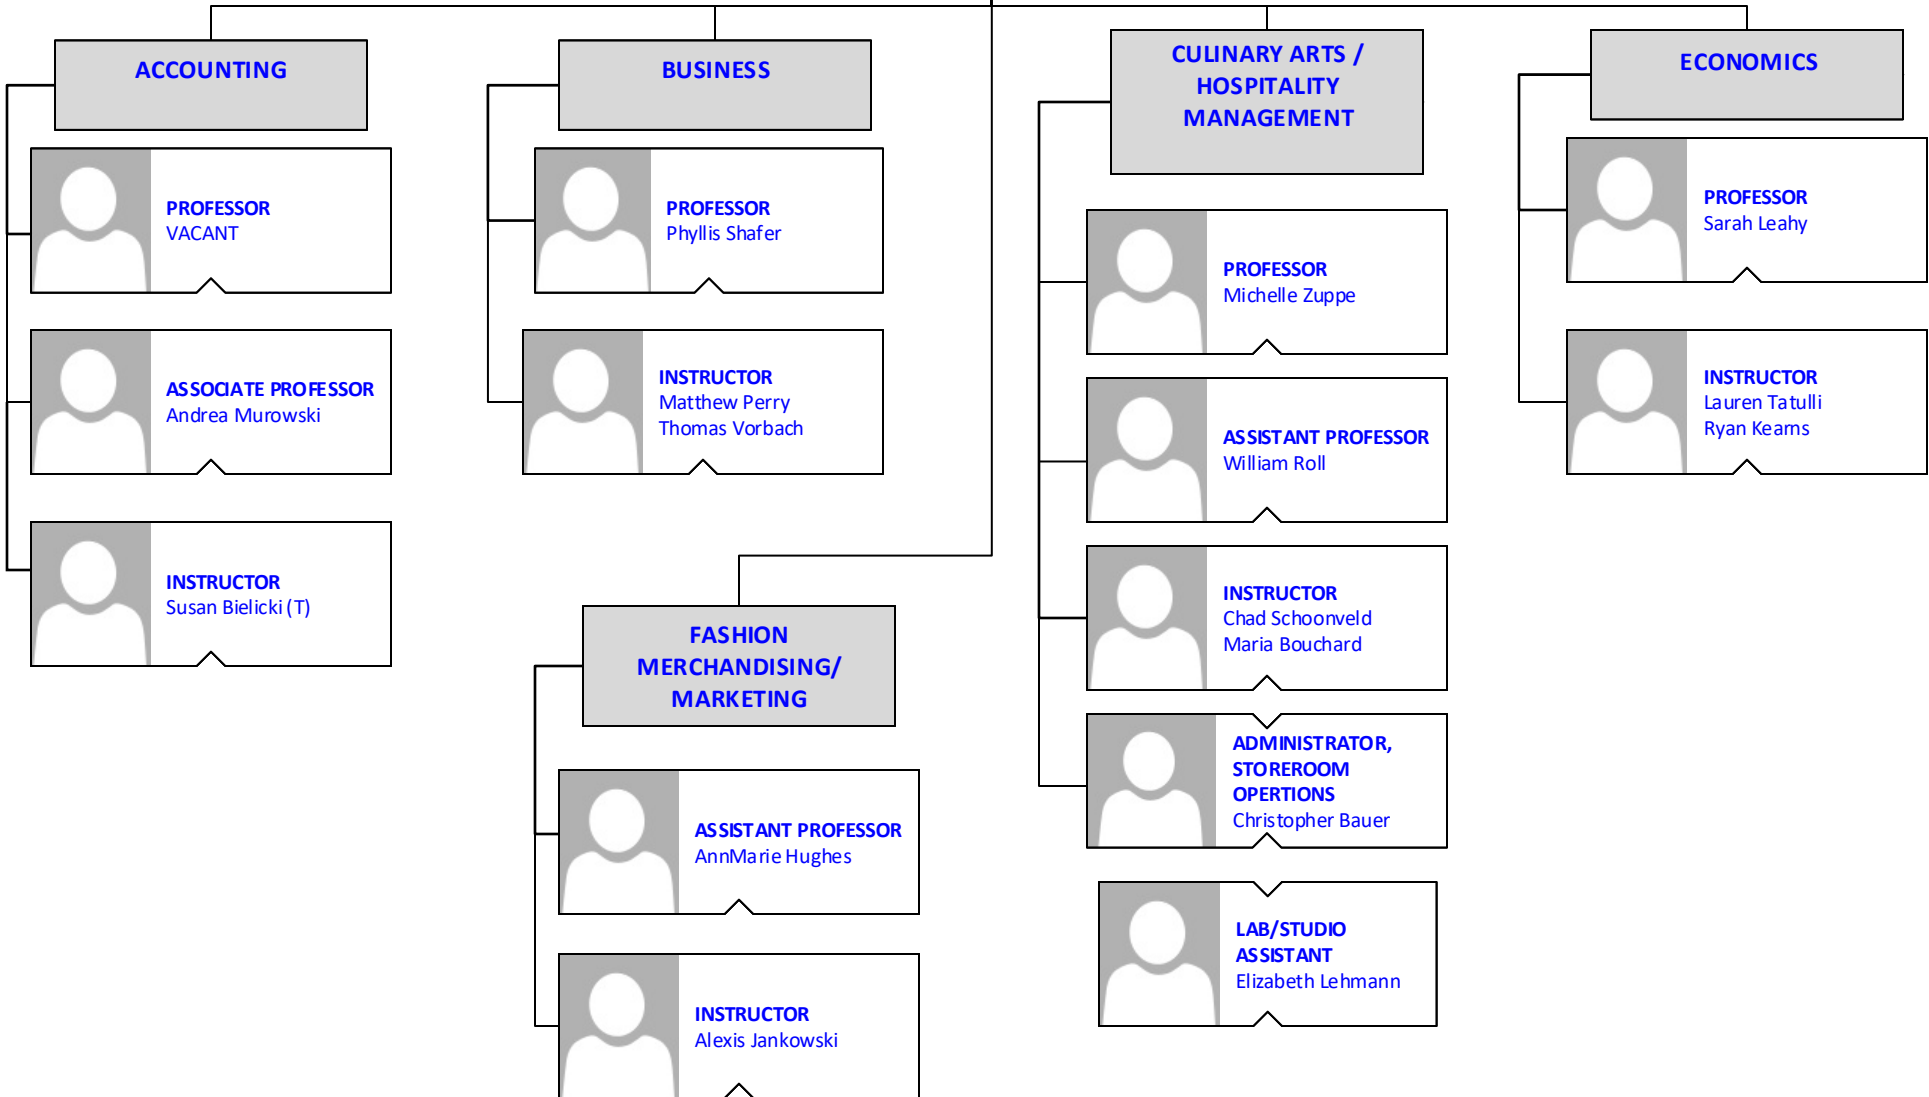 ACCOUNTING
PROFESSOR
VACANT
ASSOCIATE PROFESSOR
Andrea Murowski
INSTRUCTOR
Susan Bielicki (T)
BUSINESS
PROFESSOR
Phyllis Shafer
INSTRUCTOR
Matthew Perry
Thomas Vorbach
FASHION
MERCHANDISING/
MARKETING
ASSISTANT PROFESSOR
AnnMarie Hughes
INSTRUCTOR
Alexis Jankowski
CULINARY ARTS /
HOSPITALITY
MANAGEMENT
PROFESSOR
Michelle Zuppe
ASSISTANT PROFESSOR
William Roll
INSTRUCTOR
Chad Schoonveld
Maria Bouchard
ADMINISTRATOR,
STOREROOM
OPERTIONS
Christopher Bauer
LAB/STUDIO
ASSISTANT
Elizabeth Lehmann
ECONOMICS
PROFESSOR
Sarah Leahy
INSTRUCTOR
Lauren Tatulli
Ryan Kearns